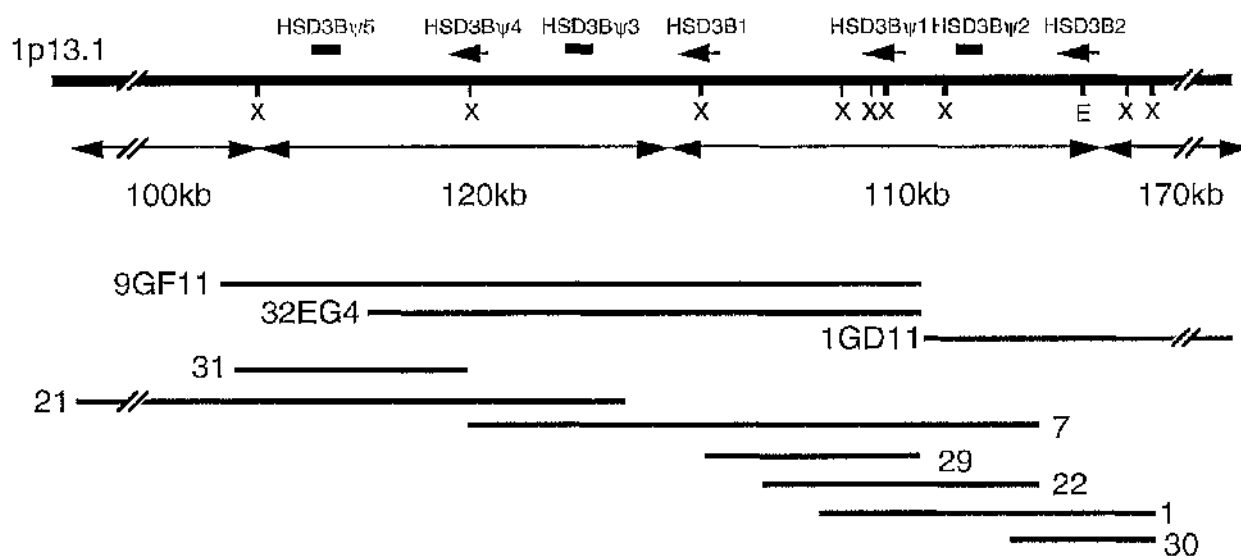 HSD3Bψ5 HSD3Bψ4 HSD3Bψ3 HSD3B1 HSD3Bψ1 HSD3Bψ2 HSD3B2
1p13.1
X X X X X X X E X X
100kb 120kb 110kb 170kb
9GF11
32EG4
1GD11
31
21
7
29
22
1
30